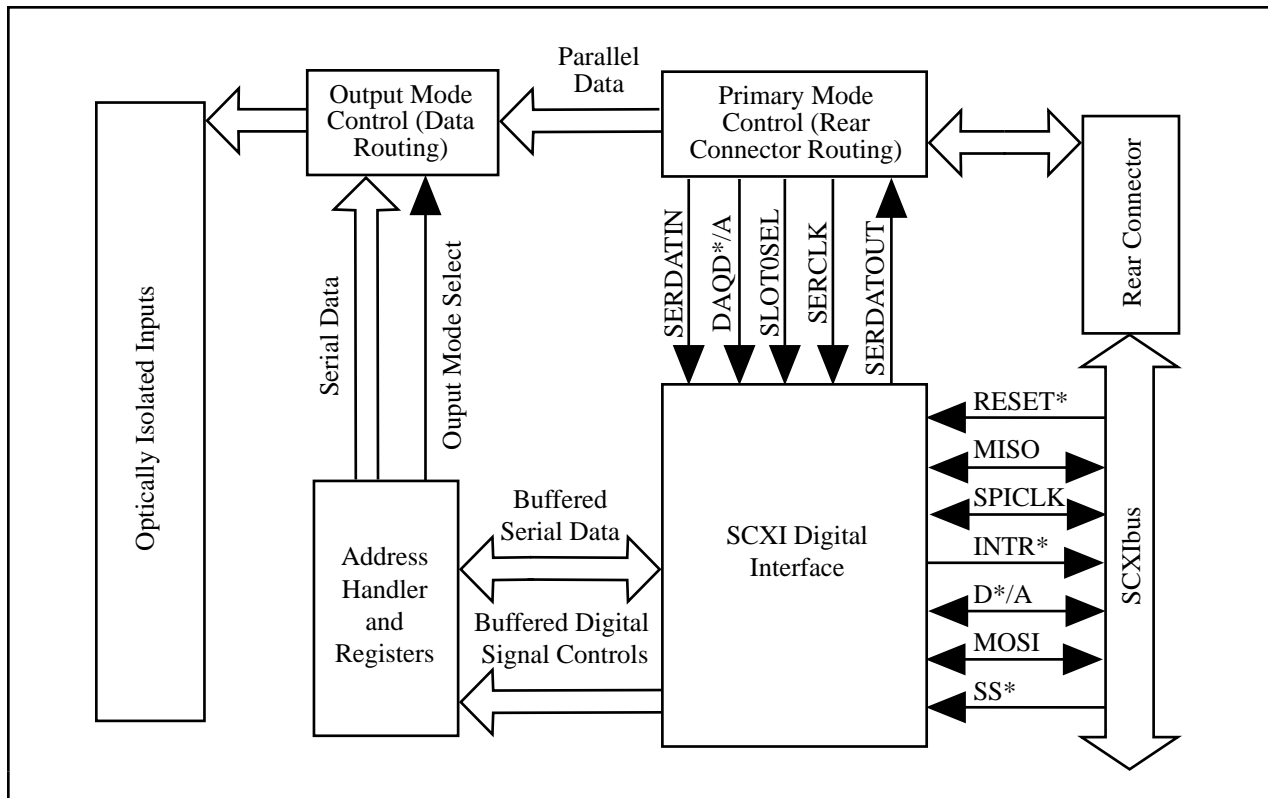 Parallel
Data
Output Mode
Control (Data
Routing)
Primary Mode
Control (Rear
Connector Routing)
Rear Connector
Optically Isolated Inputs
Serial Data
Ouput Mode Select
SERDATIN
DAQD*/A
SLOT0SEL
SERCLK
SERDATOUT
RESET*
MISO
SPICLK
INTR*
D*/A
MOSI
SS*
SCXIbus
Buffered
Serial Data
SCXI Digital
Interface
Address
Handler
and
Registers
Buffered Digital
Signal Controls